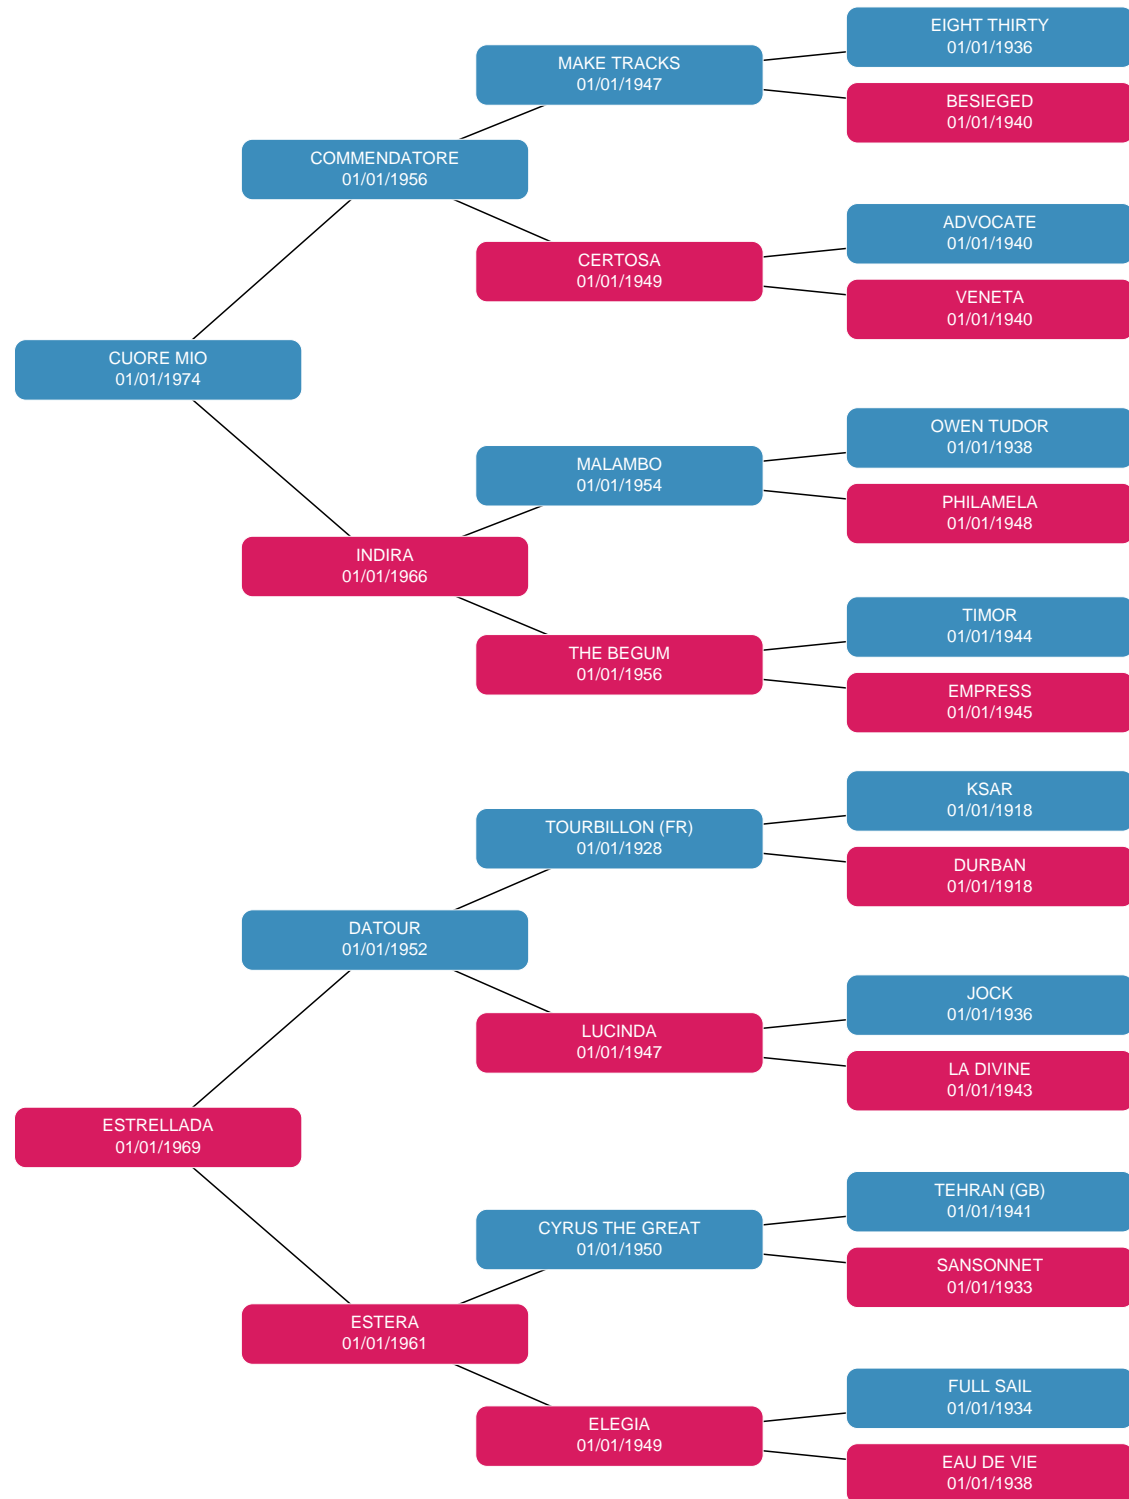 EIGHT THIRTY
01/01/1936
MAKE TRACKS
01/01/1947
BESIEGED
01/01/1940
COMMENDATORE
01/01/1956
ADVOCATE
01/01/1940
CERTOSA
01/01/1949
VENETA
01/01/1940
CUORE MIO
01/01/1974
OWEN TUDOR
01/01/1938
MALAMBO
01/01/1954
PHILAMELA
01/01/1948
INDIRA
01/01/1966
TIMOR
01/01/1944
THE BEGUM
01/01/1956
EMPRESS
01/01/1945
KSAR
01/01/1918
TOURBILLON (FR)
01/01/1928
DURBAN
01/01/1918
DATOUR
01/01/1952
JOCK
01/01/1936
LUCINDA
01/01/1947
LA DIVINE
01/01/1943
ESTRELLADA
01/01/1969
TEHRAN (GB)
01/01/1941
CYRUS THE GREAT
01/01/1950
SANSONNET
01/01/1933
ESTERA
01/01/1961
FULL SAIL
01/01/1934
ELEGIA
01/01/1949
EAU DE VIE
01/01/1938